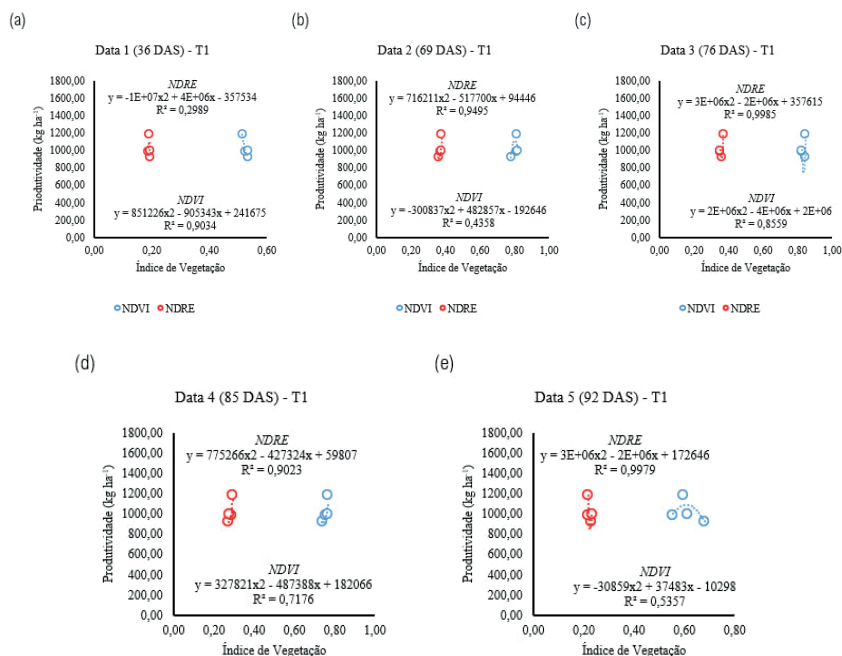 (a)
Data 1 (36 DAS) - T1
Priodutividade (kg ha⁻¹)
1800,00
1600,00
1400,00
1200,00
1000,00
800,00
600,00
400,00
200,00
0,00
NDRE
y = -1E+07x2 + 4E+06x - 357534
R² = 0,2989
NDVI
y = 851226x2 - 905343x + 241675
R² = 0,9034
0,00 0,20 0,40 0,60
Índice de Vegetação
NDVI NDRE
(b)
Data 2 (69 DAS) - T1
Produtividade (kg ha⁻¹)
1800,00
1600,00
1400,00
1200,00
1000,00
800,00
600,00
400,00
200,00
0,00
NDRE
y = 716211x2 - 517700x + 94446
R² = 0,9495
NDVI
y = -300837x2 + 482857x - 192646
R² = 0,4358
0,00 0,20 0,40 0,60 0,80 1,00
Índice de Vegetação
NDVI NDRE
(c)
Data 3 (76 DAS) - T1
Produtividade (kg ha⁻¹)
1800,00
1600,00
1400,00
1200,00
1000,00
800,00
600,00
400,00
200,00
0,00
NDRE
y = 3E+06x2 - 2E+06x + 357615
R² = 0,9985
NDVI
y = 2E+06x2 - 4E+06x + 2E+06
R² = 0,8559
0,00 0,20 0,40 0,60 0,80 1,00
Índice de Vegetação
NDVI NDRE
(d)
Data 4 (85 DAS) - T1
Produtividade (kg ha⁻¹)
1800,00
1600,00
1400,00
1200,00
1000,00
800,00
600,00
400,00
200,00
0,00
NDRE
y = 775266x2 - 427324x + 59807
R² = 0,9023
NDVI
y = 327821x2 - 487388x + 182066
R² = 0,7176
0,00 0,20 0,40 0,60 0,80 1,00
Índice de Vegetação
(e)
Data 5 (92 DAS) - T1
Produtividade (kg ha⁻¹)
1800,00
1600,00
1400,00
1200,00
1000,00
800,00
600,00
400,00
200,00
0,00
NDRE
y = 3E+06x2 - 2E+06x + 172646
R² = 0,9979
NDVI
y = -30859x2 + 37483x - 10298
R² = 0,5357
0,00 0,20 0,40 0,60 0,80
Índice de Vegetação